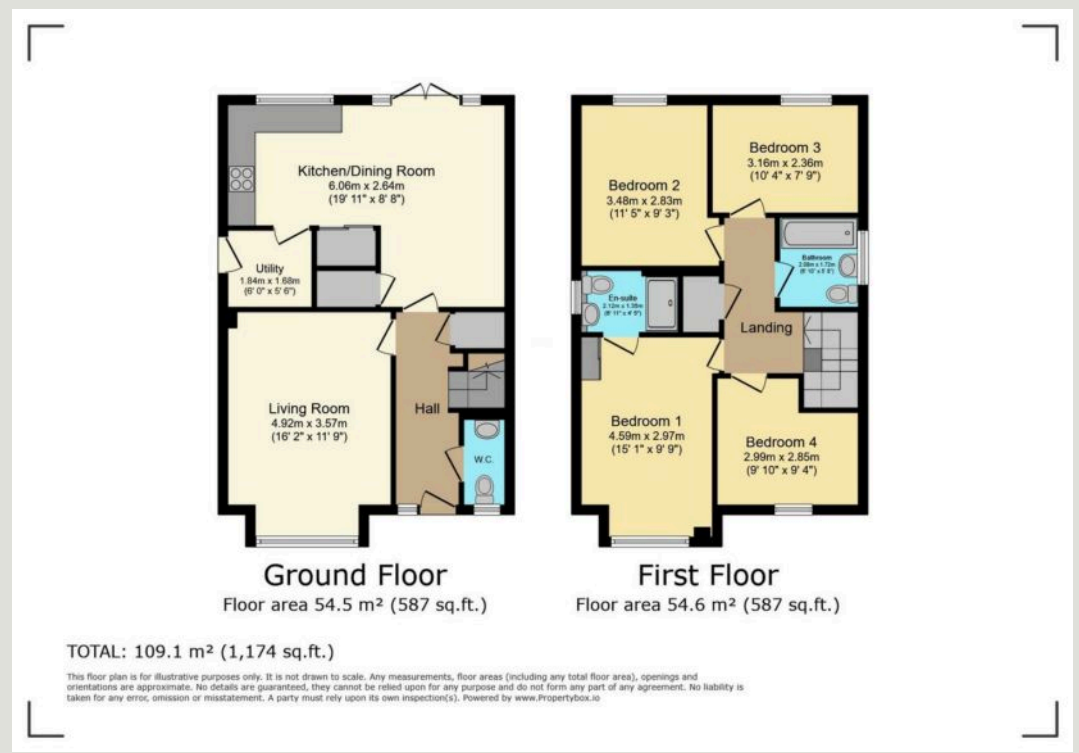 Kitchen/Dining Room
6.06m x 2.64m
(19' 11" x 8' 8")
Utility
1.84m x 1.68m
(6' 0" x 5' 6")
Living Room
4.92m x 3.57m
(16' 2" x 11' 9")
Hall
W.C.
Ground Floor
Floor area 54.5 m² (587 sq.ft.)
Bedroom 2
3.48m x 2.83m
(11' 5" x 9' 3")
Bedroom 3
3.16m x 2.36m
(10' 4" x 7' 9")
Bathroom
2.08m x 1.72m
En-suite
2.12m x 1.35m
Landing
Bedroom 1
4.59m x 2.97m
(15' 1" x 9' 9")
Bedroom 4
2.99m x 2.85m
(9' 10" x 9' 4")
First Floor
Floor area 54.6 m² (587 sq.ft.)
TOTAL: 109.1 m² (1,174 sq.ft.)
This floor plan is for illustrative purposes only. It is not drawn to scale. Any measurements, floor areas (including any total floor area), openings and
orientations are approximate. No details are guaranteed, they cannot be relied upon for any purpose and do not form any part of any agreement. No liability is
taken for any error, omission or misstatement. A party must rely upon its own inspection(s). Powered by www.Propertybox.io